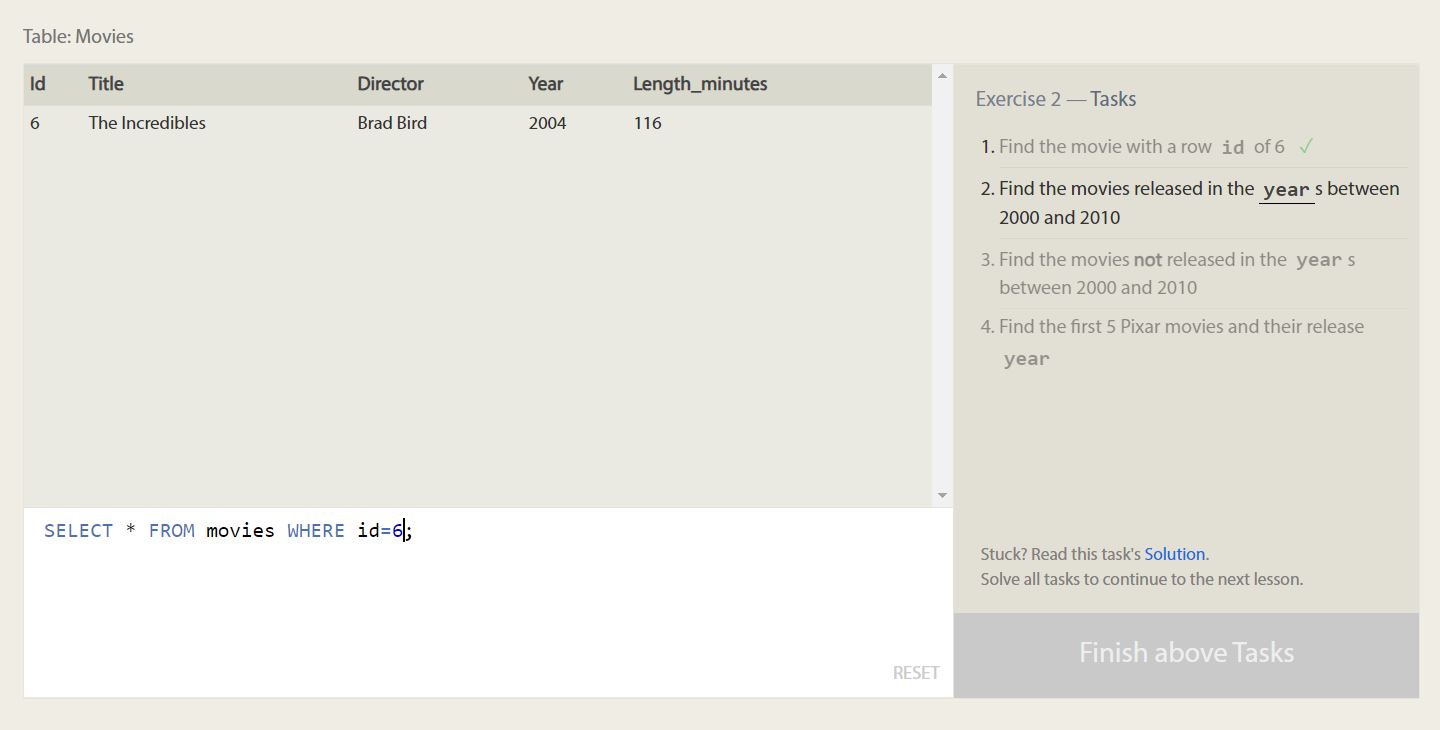 Table: Movies
Id Title Director Year Length_minutes
6 The Incredibles Brad Bird 2004 116
SELECT * FROM movies WHERE id=6;
RESET
Exercise 2 — Tasks
1. Find the movie with a row id of 6 ✓
2. Find the movies released in the year s between
2000 and 2010
3. Find the movies not released in the year s
between 2000 and 2010
4. Find the first 5 Pixar movies and their release
year
Stuck? Read this task's Solution.
Solve all tasks to continue to the next lesson.
Finish above Tasks